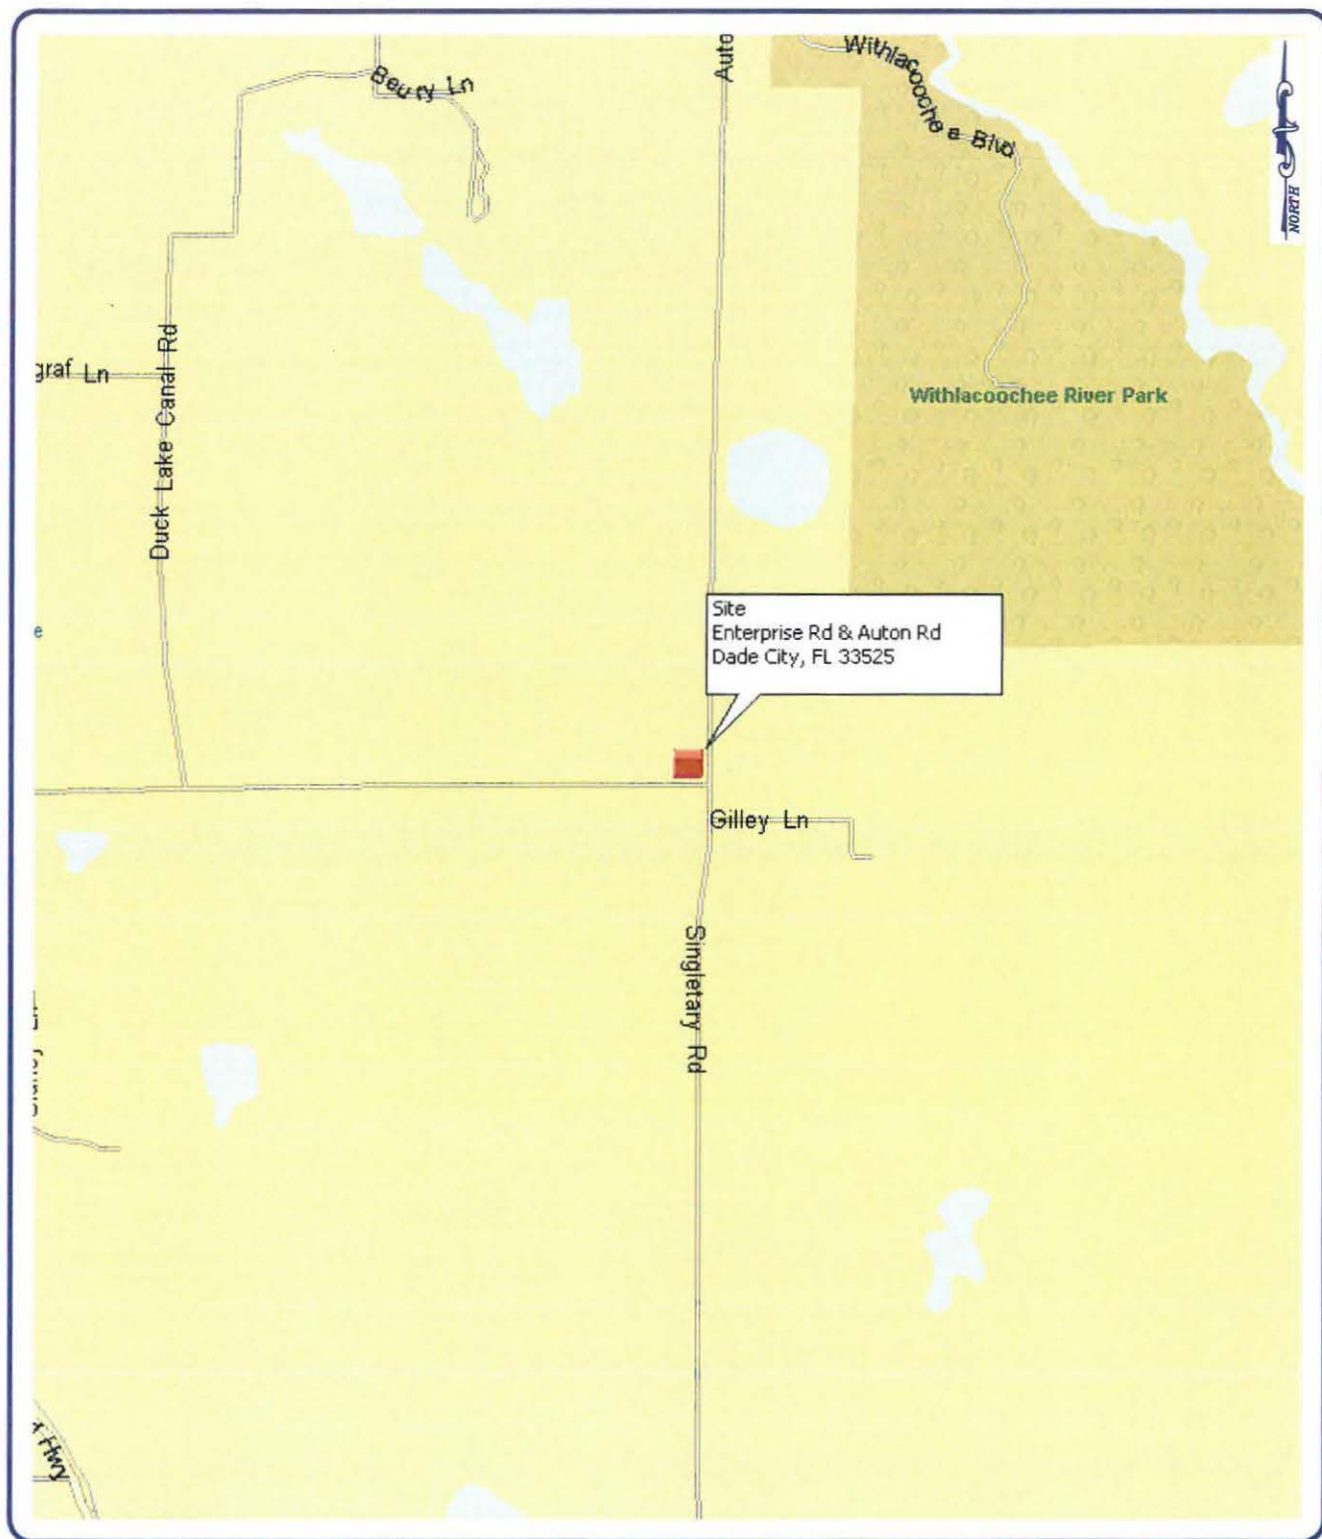 Beury Ln
Auto
Withlacoochee Blvd
NORTH
graf Ln
Duck Lake Canal Rd
Withlacoochee River Park
e
Site
Enterprise Rd & Auton Rd
Dade City, FL 33525
Gilley Ln
Singletary Rd
Hwy